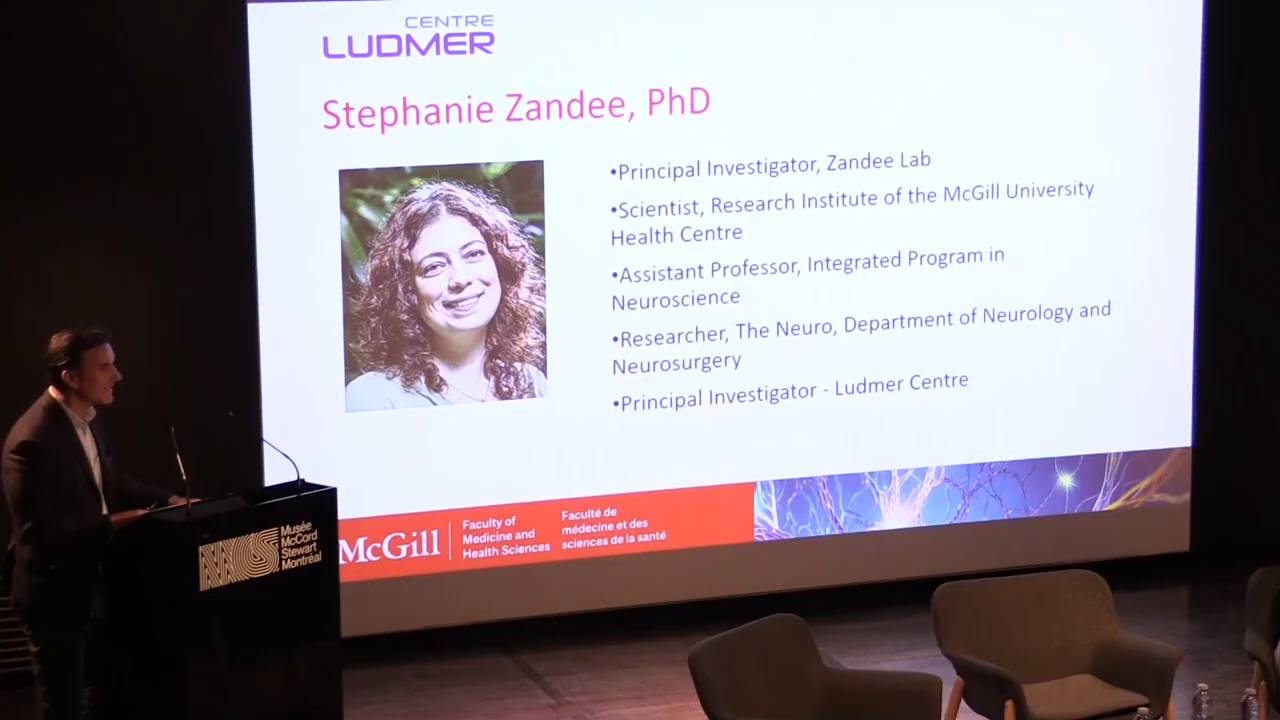 CENTRE
LUDMER
Stephanie Zandee, PhD
•Principal Investigator, Zandee Lab
•Scientist, Research Institute of the McGill University
Health Centre
•Assistant Professor, Integrated Program in
Neuroscience
•Researcher, The Neuro, Department of Neurology and
Neurosurgery
•Principal Investigator - Ludmer Centre
McGill
Faculty of
Medicine and
Health Sciences
Faculté de
médecine et des
sciences de la santé
Musée
McCord
Stewart
Montréal